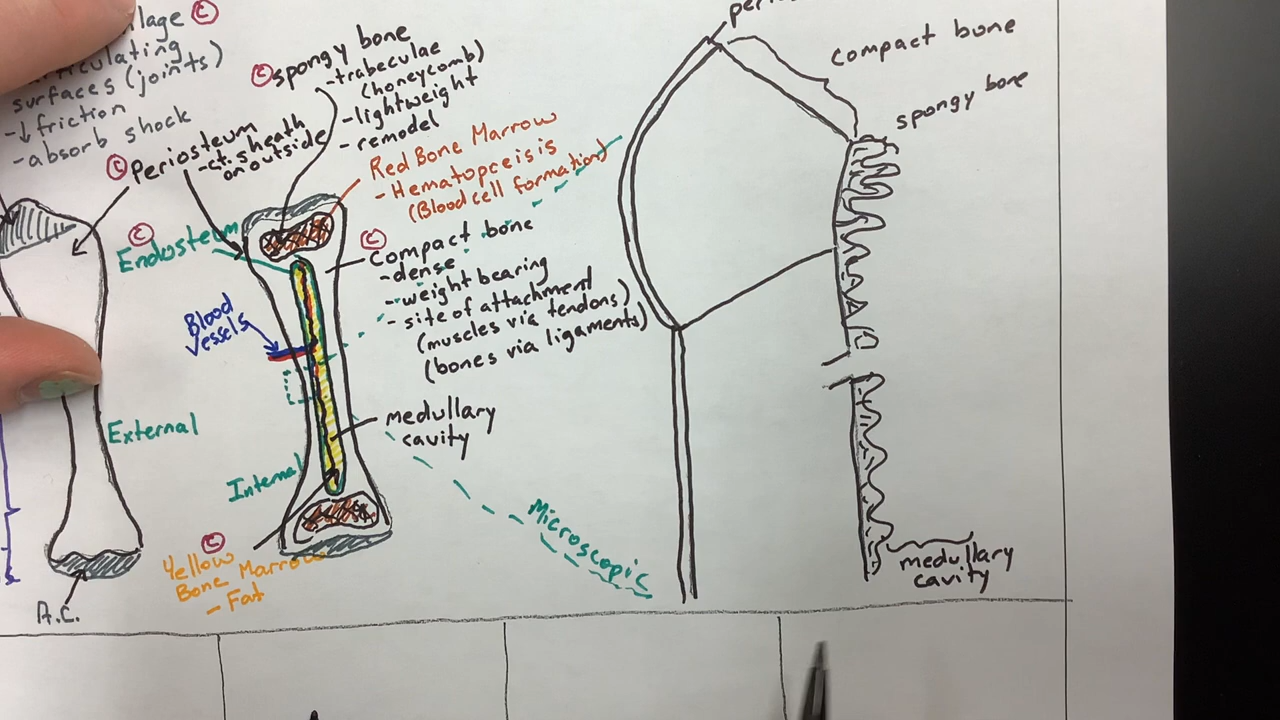 ©
articulating
surfaces (joints)
-↓ friction
-absorb shock
© Periosteum
-c.t. sheath
on outside
© spongy bone
-trabeculae
(honeycomb)
-lightweight
-remodel
Red Bone Marrow
- Hematopoeisis
(Blood cell formation)
©
Endosteum
© Compact bone
-dense
-weight bearing
-site of attachment
(muscles via tendons)
(bones via ligaments)
Blood
Vessels
External
medullary
cavity
Internal
©
Yellow
Bone Marrow
- Fat
A.C.
Microscopic
compact bone
spongy bone
medullary
cavity